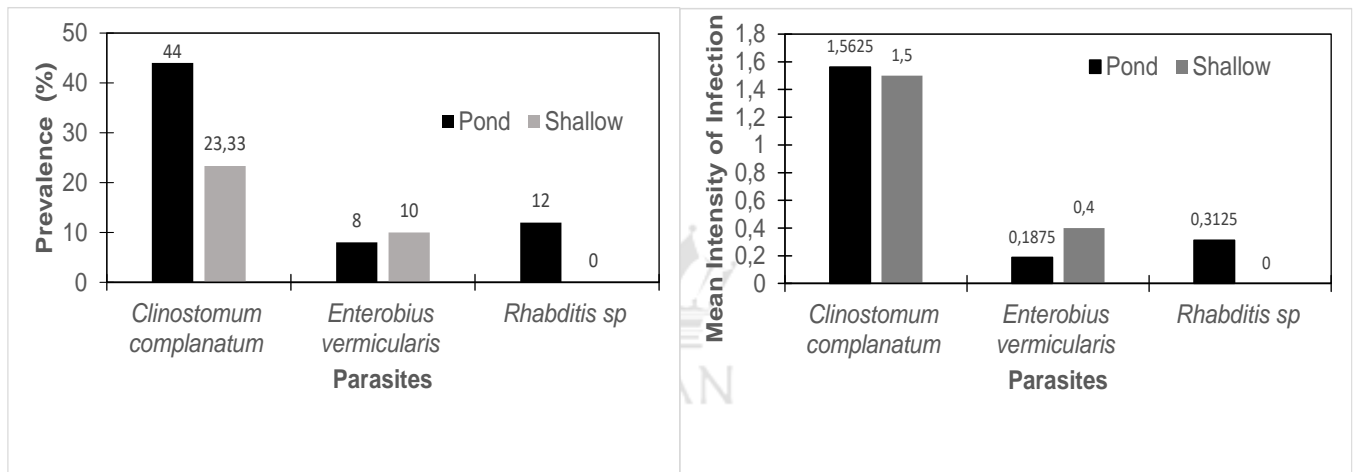 50
40
30
20
10
0
Prevalence (%)
44
23,33
8
10
12
0
Pond
Shallow
Clinostomum
complanatum
Enterobius
vermicularis
Rhabditis sp
Parasites
1,8
1,6
1,4
1,2
1
0,8
0,6
0,4
0,2
0
Mean Intensity of Infection
1,5625
1,5
0,1875
0,4
0,3125
0
Pond
Shallow
Clinostomum
complanatum
Enterobius
vermicularis
Rhabditis sp
Parasites